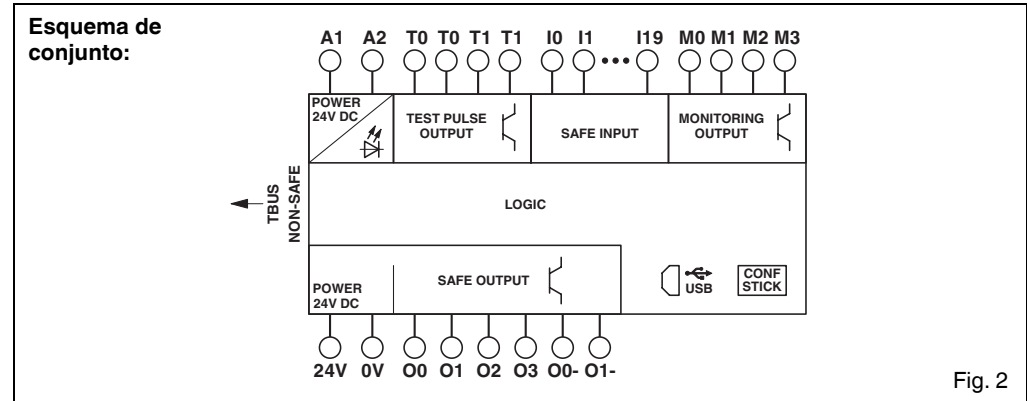 Esquema de
conjunto:
A1 A2 T0 T0 T1 T1 I0 I1 I19 M0 M1 M2 M3
POWER
24V DC
TEST PULSE
OUTPUT
SAFE INPUT
MONITORING
OUTPUT
TBUS
NON-SAFE
LOGIC
POWER
24V DC
SAFE OUTPUT
USB
CONF
STICK
24V 0V O0 O1 O2 O3 O0- O1-
Fig. 2